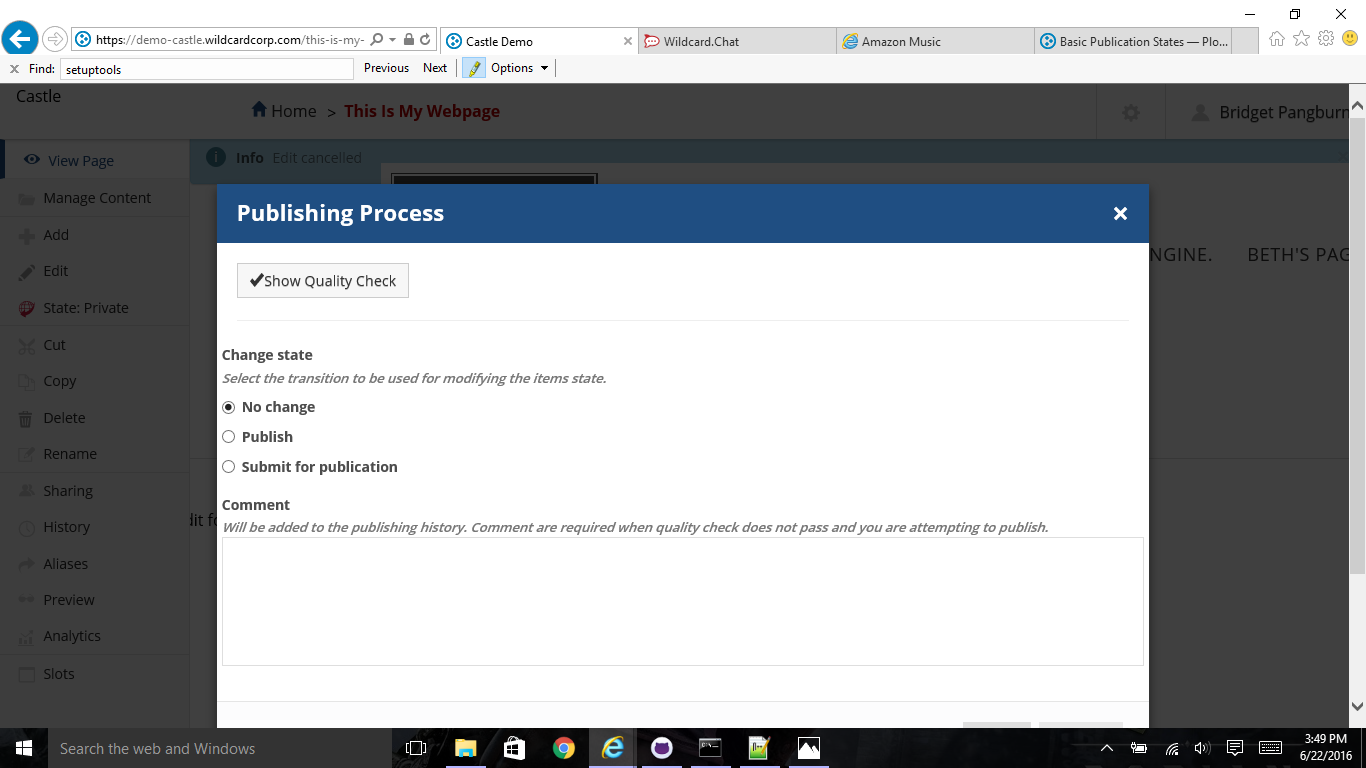 https://demo-castle.wildcardcorp.com/this-is-my-
Castle Demo
Wildcard.Chat
Amazon Music
Basic Publication States — Plo...
Find: setuptools
Previous Next Options
Castle
Home > This Is My Webpage
Bridget Pangburn
View Page
Info Edit cancelled
Manage Content
Publishing Process
Add
NGINE. BETH'S PAG
Edit
Show Quality Check
State: Private
Cut
Change state
Copy
Select the transition to be used for modifying the items state.
No change
Delete
Publish
Rename
Submit for publication
Sharing
Comment
History
dit fo
Will be added to the publishing history. Comment are required when quality check does not pass and you are attempting to publish.
Aliases
Preview
Analytics
Slots
Search the web and Windows
3:49 PM
6/22/2016